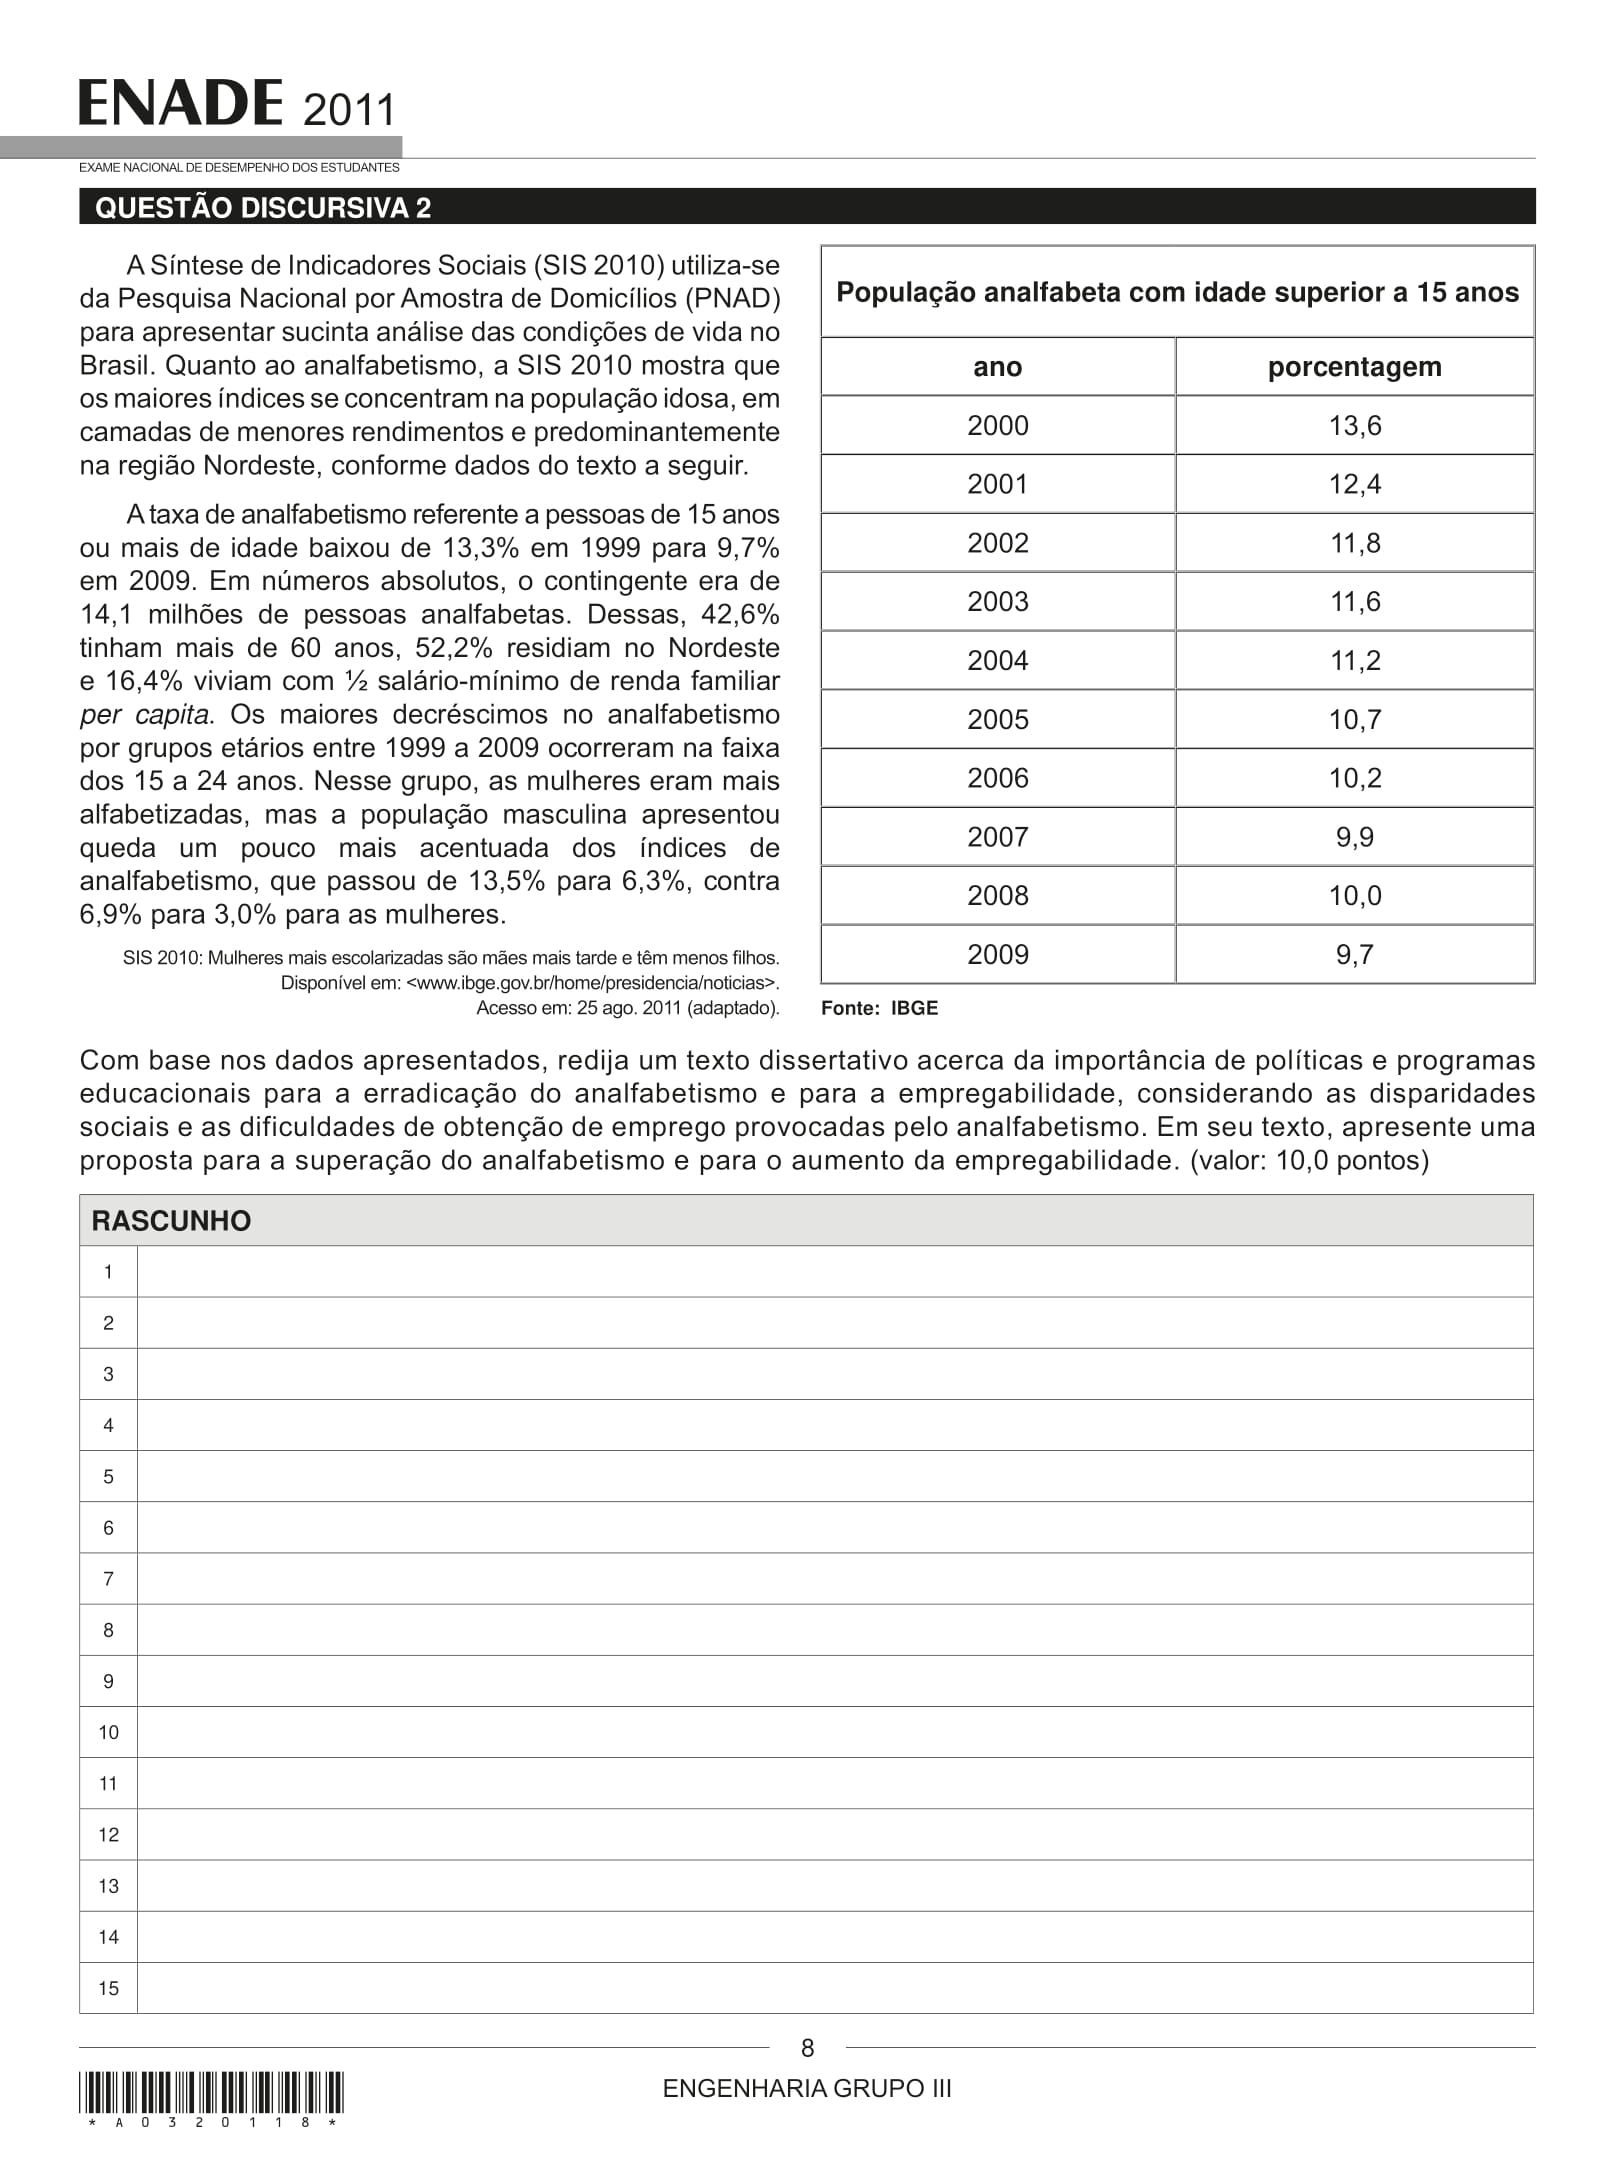 ENADE 2011
EXAME NACIONAL DE DESEMPENHO DOS ESTUDANTES
QUESTÃO DISCURSIVA 2
A Síntese de Indicadores Sociais (SIS 2010) utiliza-se
da Pesquisa Nacional por Amostra de Domicílios (PNAD)
para apresentar sucinta análise das condições de vida no
Brasil. Quanto ao analfabetismo, a SIS 2010 mostra que
os maiores índices se concentram na população idosa, em
camadas de menores rendimentos e predominantemente
na região Nordeste, conforme dados do texto a seguir.
A taxa de analfabetismo referente a pessoas de 15 anos
ou mais de idade baixou de 13,3% em 1999 para 9,7%
em 2009. Em números absolutos, o contingente era de
14,1 milhões de pessoas analfabetas. Dessas, 42,6%
tinham mais de 60 anos, 52,2% residiam no Nordeste
e 16,4% viviam com ½ salário-mínimo de renda familiar
per capita. Os maiores decréscimos no analfabetismo
por grupos etários entre 1999 a 2009 ocorreram na faixa
dos 15 a 24 anos. Nesse grupo, as mulheres eram mais
alfabetizadas, mas a população masculina apresentou
queda um pouco mais acentuada dos índices de
analfabetismo, que passou de 13,5% para 6,3%, contra
6,9% para 3,0% para as mulheres.
SIS 2010: Mulheres mais escolarizadas são mães mais tarde e têm menos filhos.
Disponível em: <www.ibge.gov.br/home/presidencia/noticias>.
Acesso em: 25 ago. 2011 (adaptado).
População analfabeta com idade superior a 15 anos
ano porcentagem
2000 13,6
2001 12,4
2002 11,8
2003 11,6
2004 11,2
2005 10,7
2006 10,2
2007 9,9
2008 10,0
2009 9,7
Fonte: IBGE
Com base nos dados apresentados, redija um texto dissertativo acerca da importância de políticas e programas
educacionais para a erradicação do analfabetismo e para a empregabilidade, considerando as disparidades
sociais e as dificuldades de obtenção de emprego provocadas pelo analfabetismo. Em seu texto, apresente uma
proposta para a superação do analfabetismo e para o aumento da empregabilidade. (valor: 10,0 pontos)
RASCUNHO
1
2
3
4
5
6
7
8
9
10
11
12
13
14
15
8
ENGENHARIA GRUPO III
* A 0 3 2 0 1 1 8 *